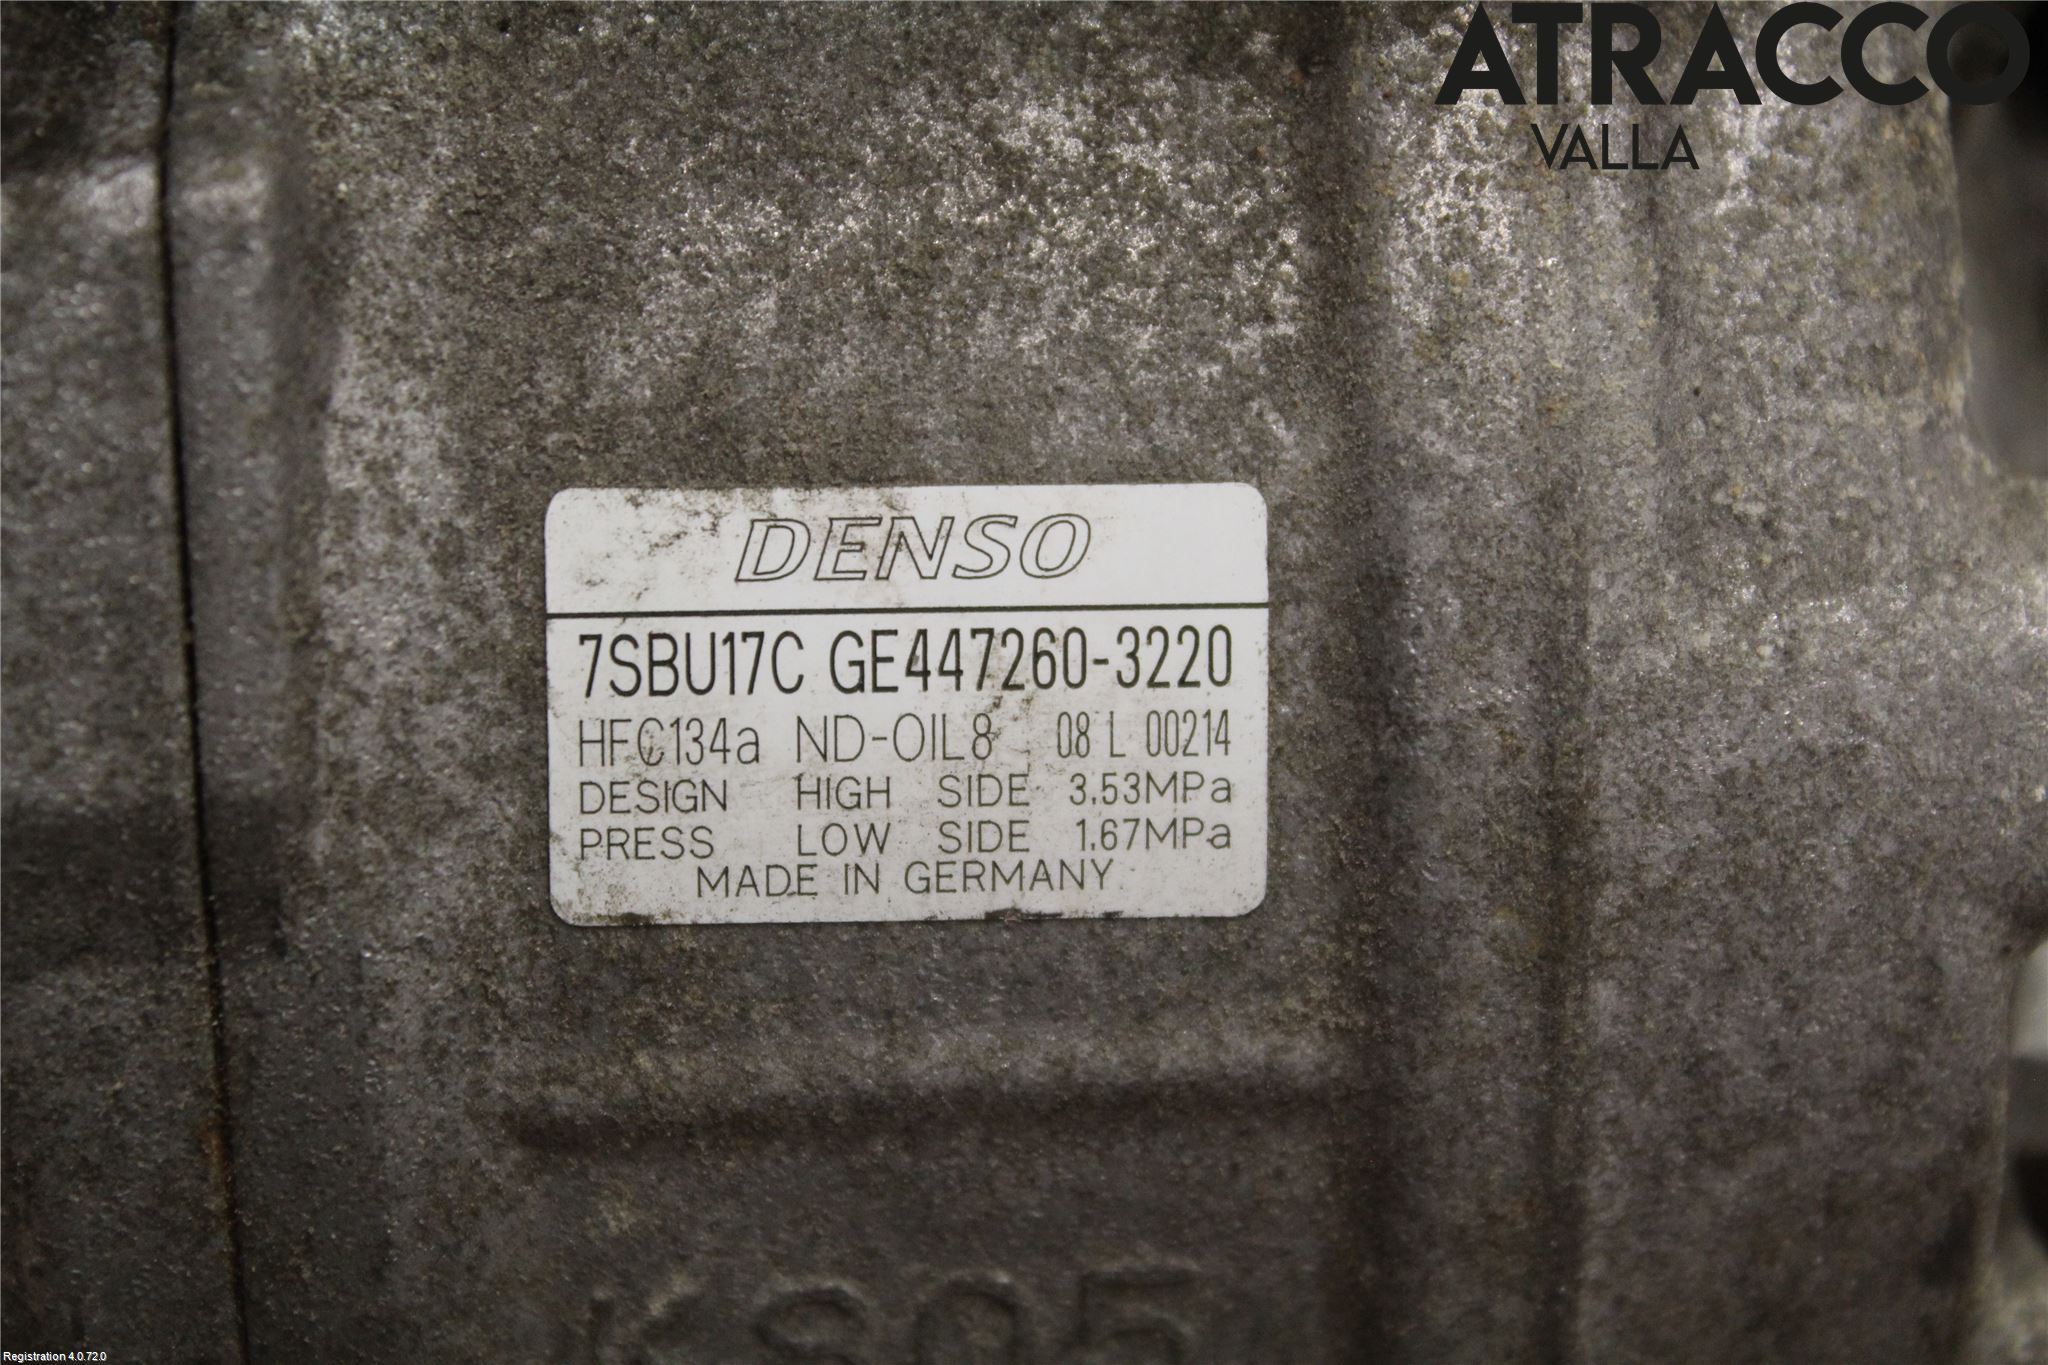 ATRACCO
VALLA
DENSO
7SBU17C GE447260-3220
HFC134a ND-OIL8 08 L 00214
DESIGN HIGH SIDE 3.53MPa
PRESS LOW SIDE 1.67MPa
MADE IN GERMANY
Registration 4.0.72.0